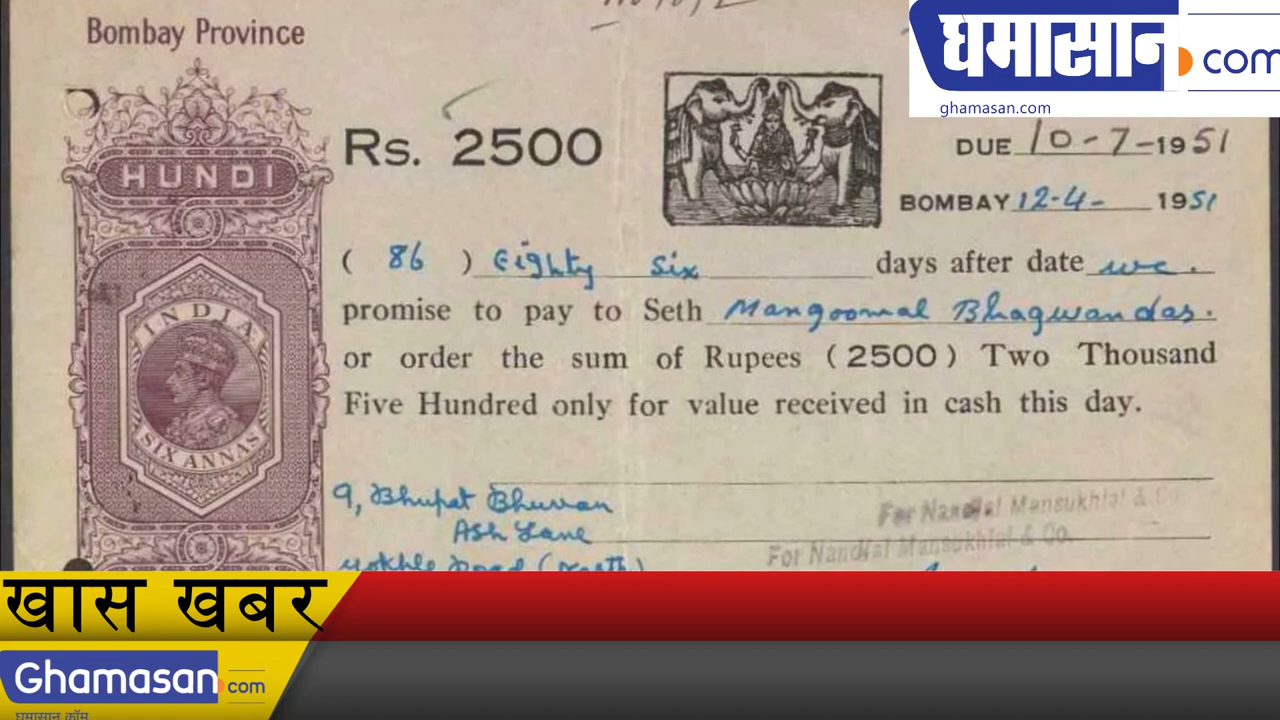 Bombay Province
घमासान
com
ghamasan.com
HUNDI
Rs. 2500
DUE 10-7-1951
BOMBAY 12-4- 1951
( 86 ) Eighty Six days after date we.
promise to pay to Seth Mangoomal Bhagwandas.
or order the sum of Rupees (2500) Two Thousand
Five Hundred only for value received in cash this day.
INDIA
SIX ANNAS
9, Bhupat Bhuvan
Ash Lane
For Nandlal Mansukhlal & Co.
For Nandlal Mansukhlal & Co.
Road (North)
खास खबर
Ghamasan.com
घमासान कॉम